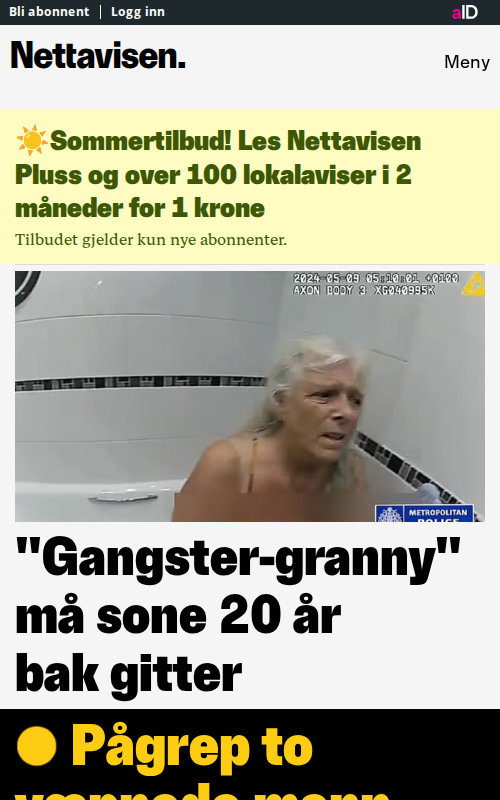 Bli abonnent | Logg inn
aID
Nettavisen.
Meny
☀️Sommertilbud! Les Nettavisen
Pluss og over 100 lokalaviser i 2
måneder for 1 krone
Tilbudet gjelder kun nye abonnenter.
2024-05-09 05:10:01 +0100
AXON BODY 3 X6040995K
METROPOLITAN
POLICE
"Gangster-granny"
må sone 20 år
bak gitter
Pågrep to
væpnede menn